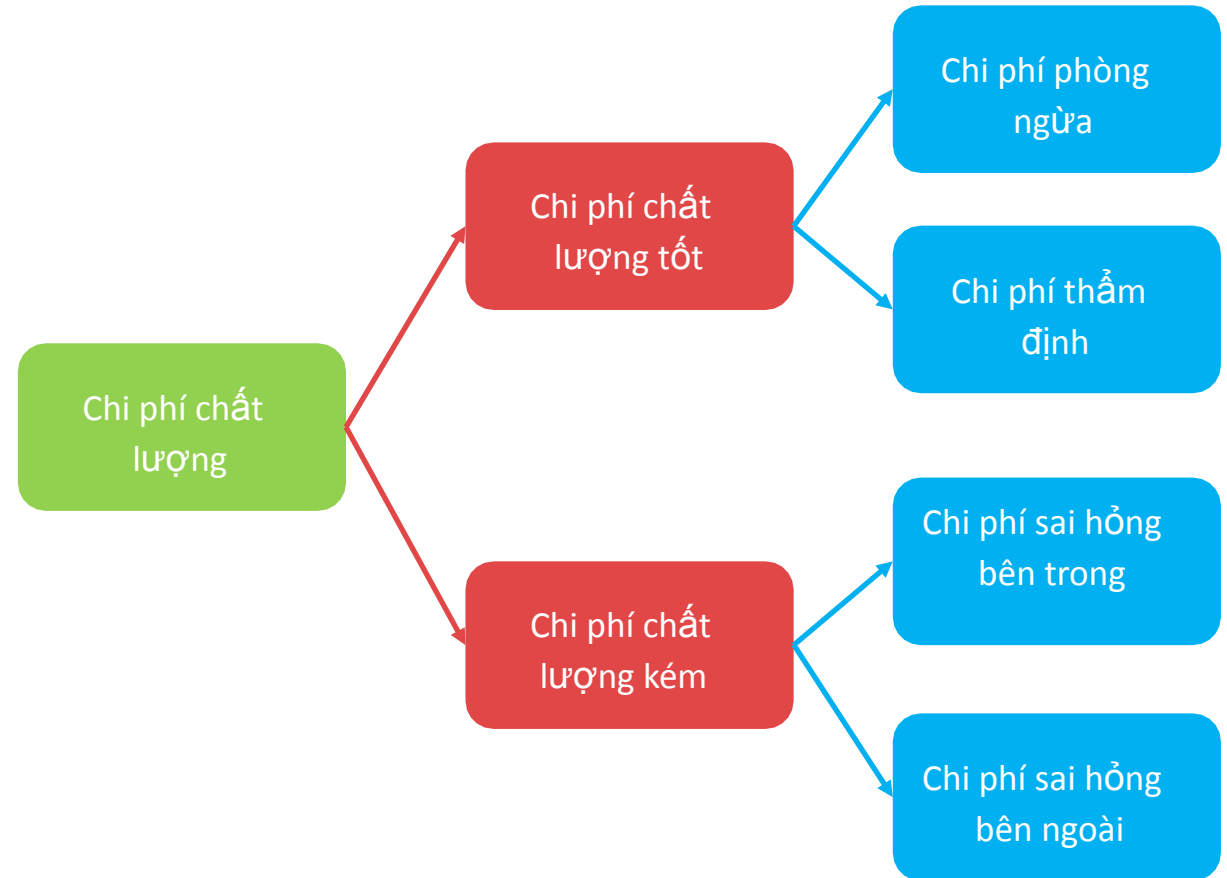 Chi phí chất
lượng
Chi phí chất
lượng tốt
Chi phí chất
lượng kém
Chi phí phòng
ngừa
Chi phí thẩm
định
Chi phí sai hỏng
bên trong
Chi phí sai hỏng
bên ngoài